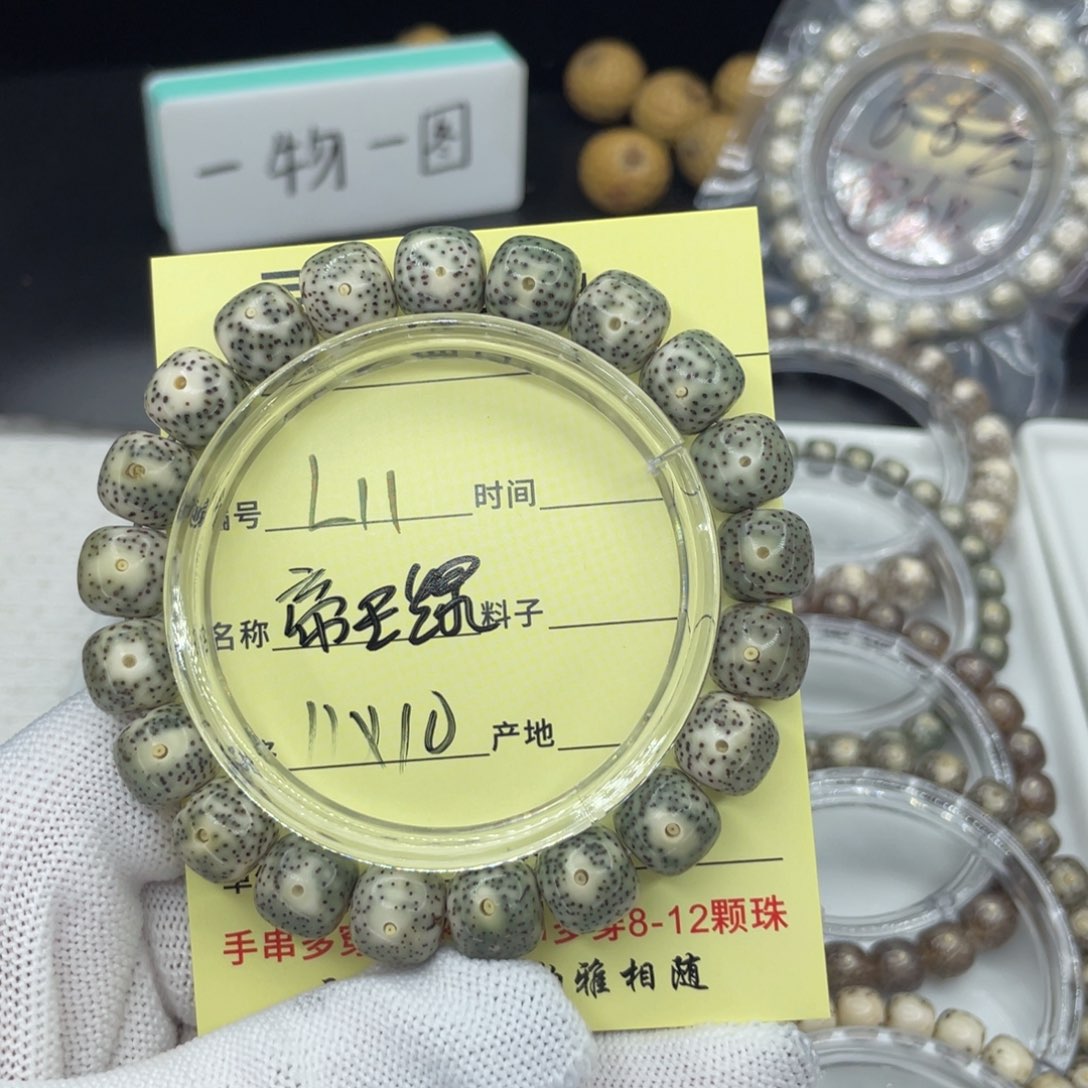 一物一图
号 L11 时间
名称 帝王绿 料子
11X10 产地
手串多穿 8-12颗珠
雅相随